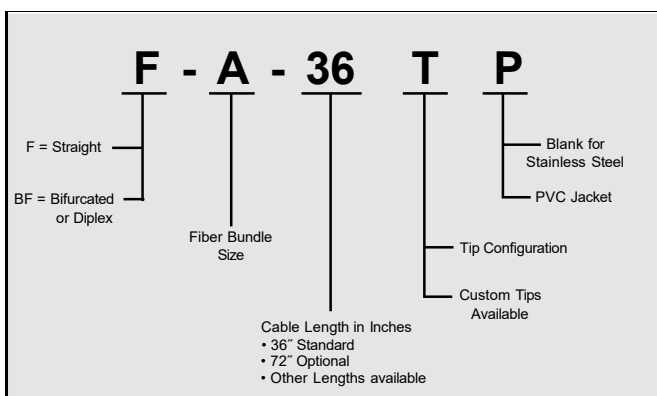 F - A - 36 T P
F = Straight
BF = Bifurcated
or Diplex
Fiber Bundle
Size
Cable Length in Inches
• 36˝ Standard
• 72˝ Optional
• Other Lengths available
Blank for
Stainless Steel
PVC Jacket
Tip Configuration
Custom Tips
Available